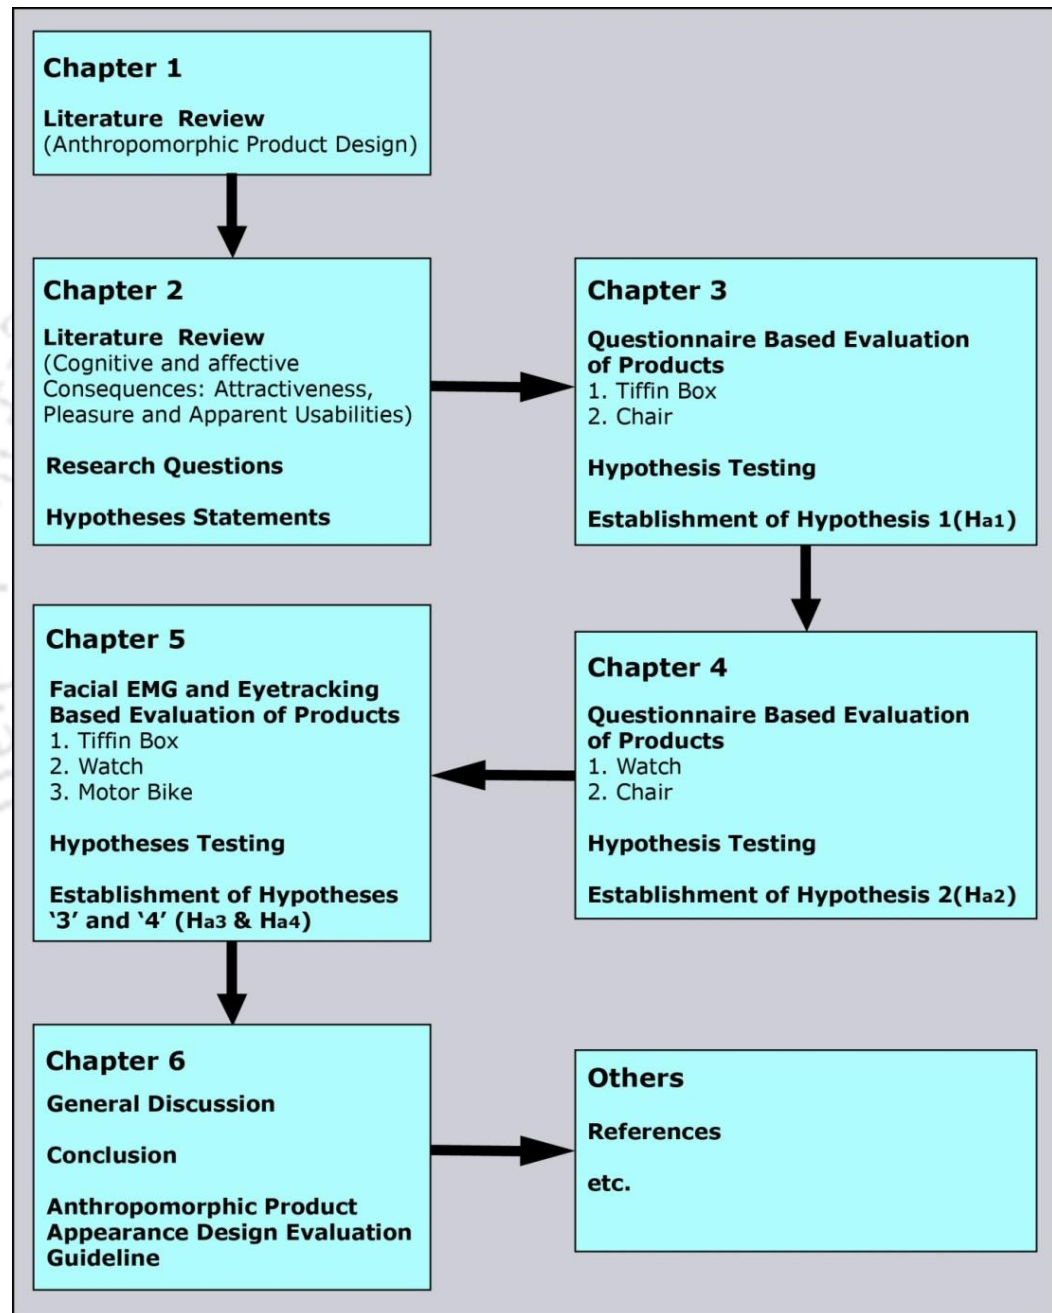 Chapter 1
Literature Review
(Anthropomorphic Product Design)
Chapter 2
Literature Review
(Cognitive and affective
Consequences: Attractiveness,
Pleasure and Apparent Usabilities)
Research Questions
Hypotheses Statements
Chapter 3
Questionnaire Based Evaluation
of Products
1. Tiffin Box
2. Chair
Hypothesis Testing
Establishment of Hypothesis 1(Ha1)
Chapter 4
Questionnaire Based Evaluation
of Products
1. Watch
2. Chair
Hypothesis Testing
Establishment of Hypothesis 2(Ha2)
Chapter 5
Facial EMG and Eyetracking
Based Evaluation of Products
1. Tiffin Box
2. Watch
3. Motor Bike
Hypotheses Testing
Establishment of Hypotheses
‘3’ and ‘4’ (Ha3 & Ha4)
Chapter 6
General Discussion
Conclusion
Anthropomorphic Product
Appearance Design Evaluation
Guideline
Others
References
etc.